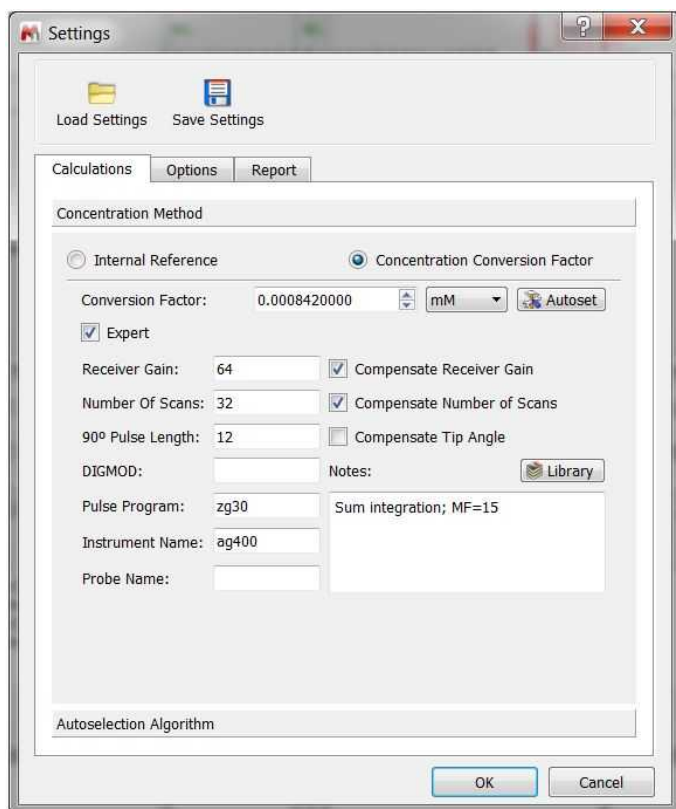 Settings
Load Settings Save Settings
Calculations Options Report
Concentration Method
Internal Reference Concentration Conversion Factor
Conversion Factor: 0.0008420000 mM Autoset
Expert
Receiver Gain: 64 Compensate Receiver Gain
Number Of Scans: 32 Compensate Number of Scans
90º Pulse Length: 12 Compensate Tip Angle
DIGMOD: Notes: Library
Pulse Program: zg30 Sum integration; MF=15
Instrument Name: ag400
Probe Name:
Autoselection Algorithm
OK Cancel